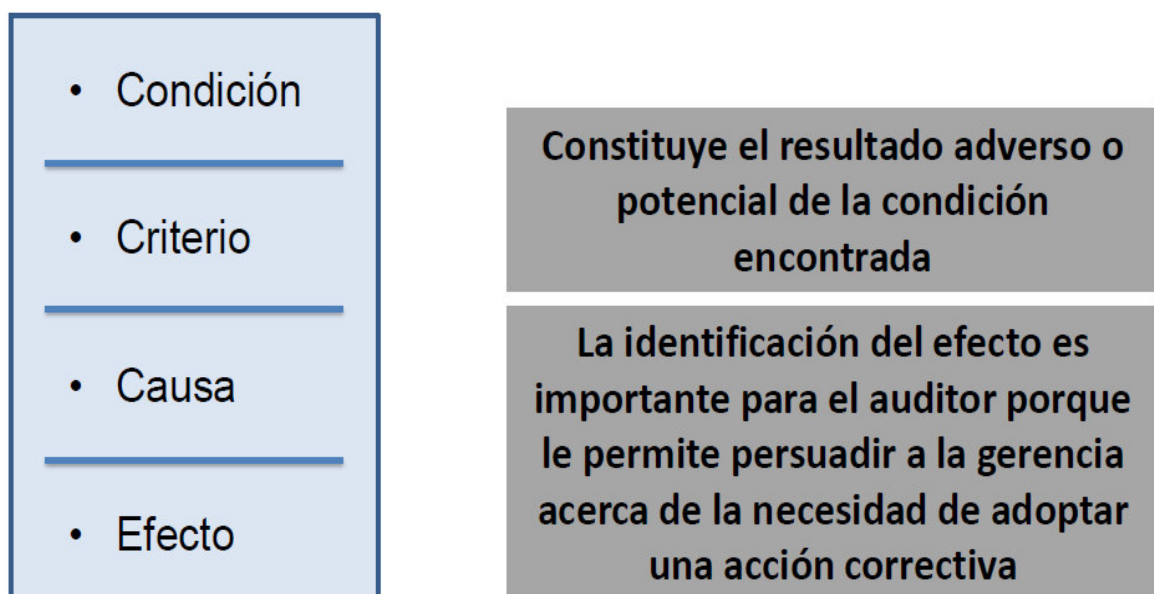 • Condición
• Criterio
• Causa
• Efecto
Constituye el resultado adverso o
potencial de la condición
encontrada
La identificación del efecto es
importante para el auditor porque
le permite persuadir a la gerencia
acerca de la necesidad de adoptar
una acción correctiva